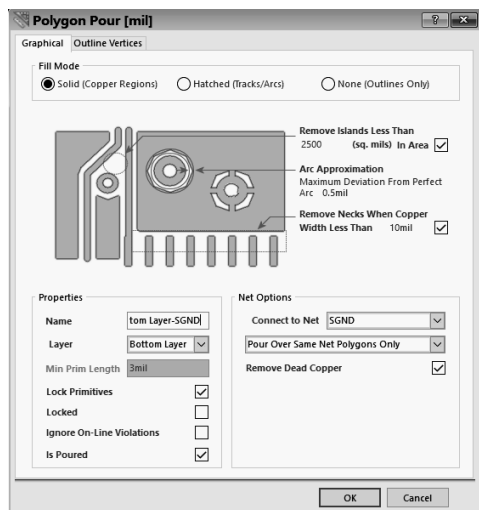 Polygon Pour [mil]
?
Graphical Outline Vertices
Fill Mode
Solid (Copper Regions) Hatched (Tracks/Arcs) None (Outlines Only)
Remove Islands Less Than
2500 (sq. mils) In Area
Arc Approximation
Maximum Deviation From Perfect
Arc 0.5mil
Remove Necks When Copper
Width Less Than 10mil
Properties
Name tom Layer-SGND
Layer Bottom Layer
Min Prim Length 3mil
Lock Primitives
Locked
Ignore On-Line Violations
Is Poured
Net Options
Connect to Net SGND
Pour Over Same Net Polygons Only
Remove Dead Copper
OK Cancel